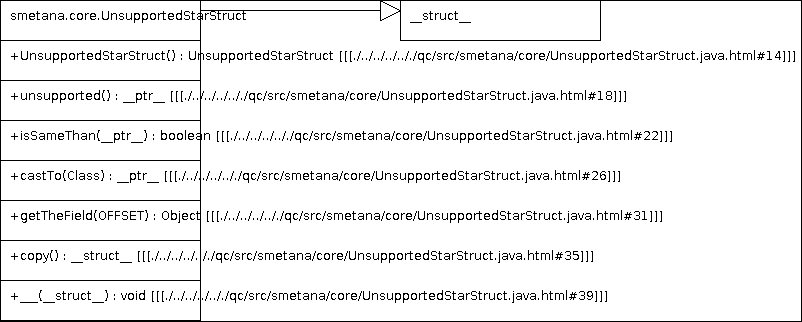 smetana.core.UnsupportedStarStruct
__struct__
+UnsupportedStarStruct() : UnsupportedStarStruct [[[./../../../../../qc/src/smetana/core/UnsupportedStarStruct.java.html#14]]]
+unsupported() : __ptr__ [[[./../../../../../qc/src/smetana/core/UnsupportedStarStruct.java.html#18]]]
+isSameThan(__ptr__) : boolean [[[./../../../../../qc/src/smetana/core/UnsupportedStarStruct.java.html#22]]]
+castTo(Class) : __ptr__ [[[./../../../../../qc/src/smetana/core/UnsupportedStarStruct.java.html#26]]]
+getTheField(OFFSET) : Object [[[./../../../../../qc/src/smetana/core/UnsupportedStarStruct.java.html#31]]]
+copy() : __struct__ [[[./../../../../../qc/src/smetana/core/UnsupportedStarStruct.java.html#35]]]
+___(__struct__) : void [[[./../../../../../qc/src/smetana/core/UnsupportedStarStruct.java.html#39]]]